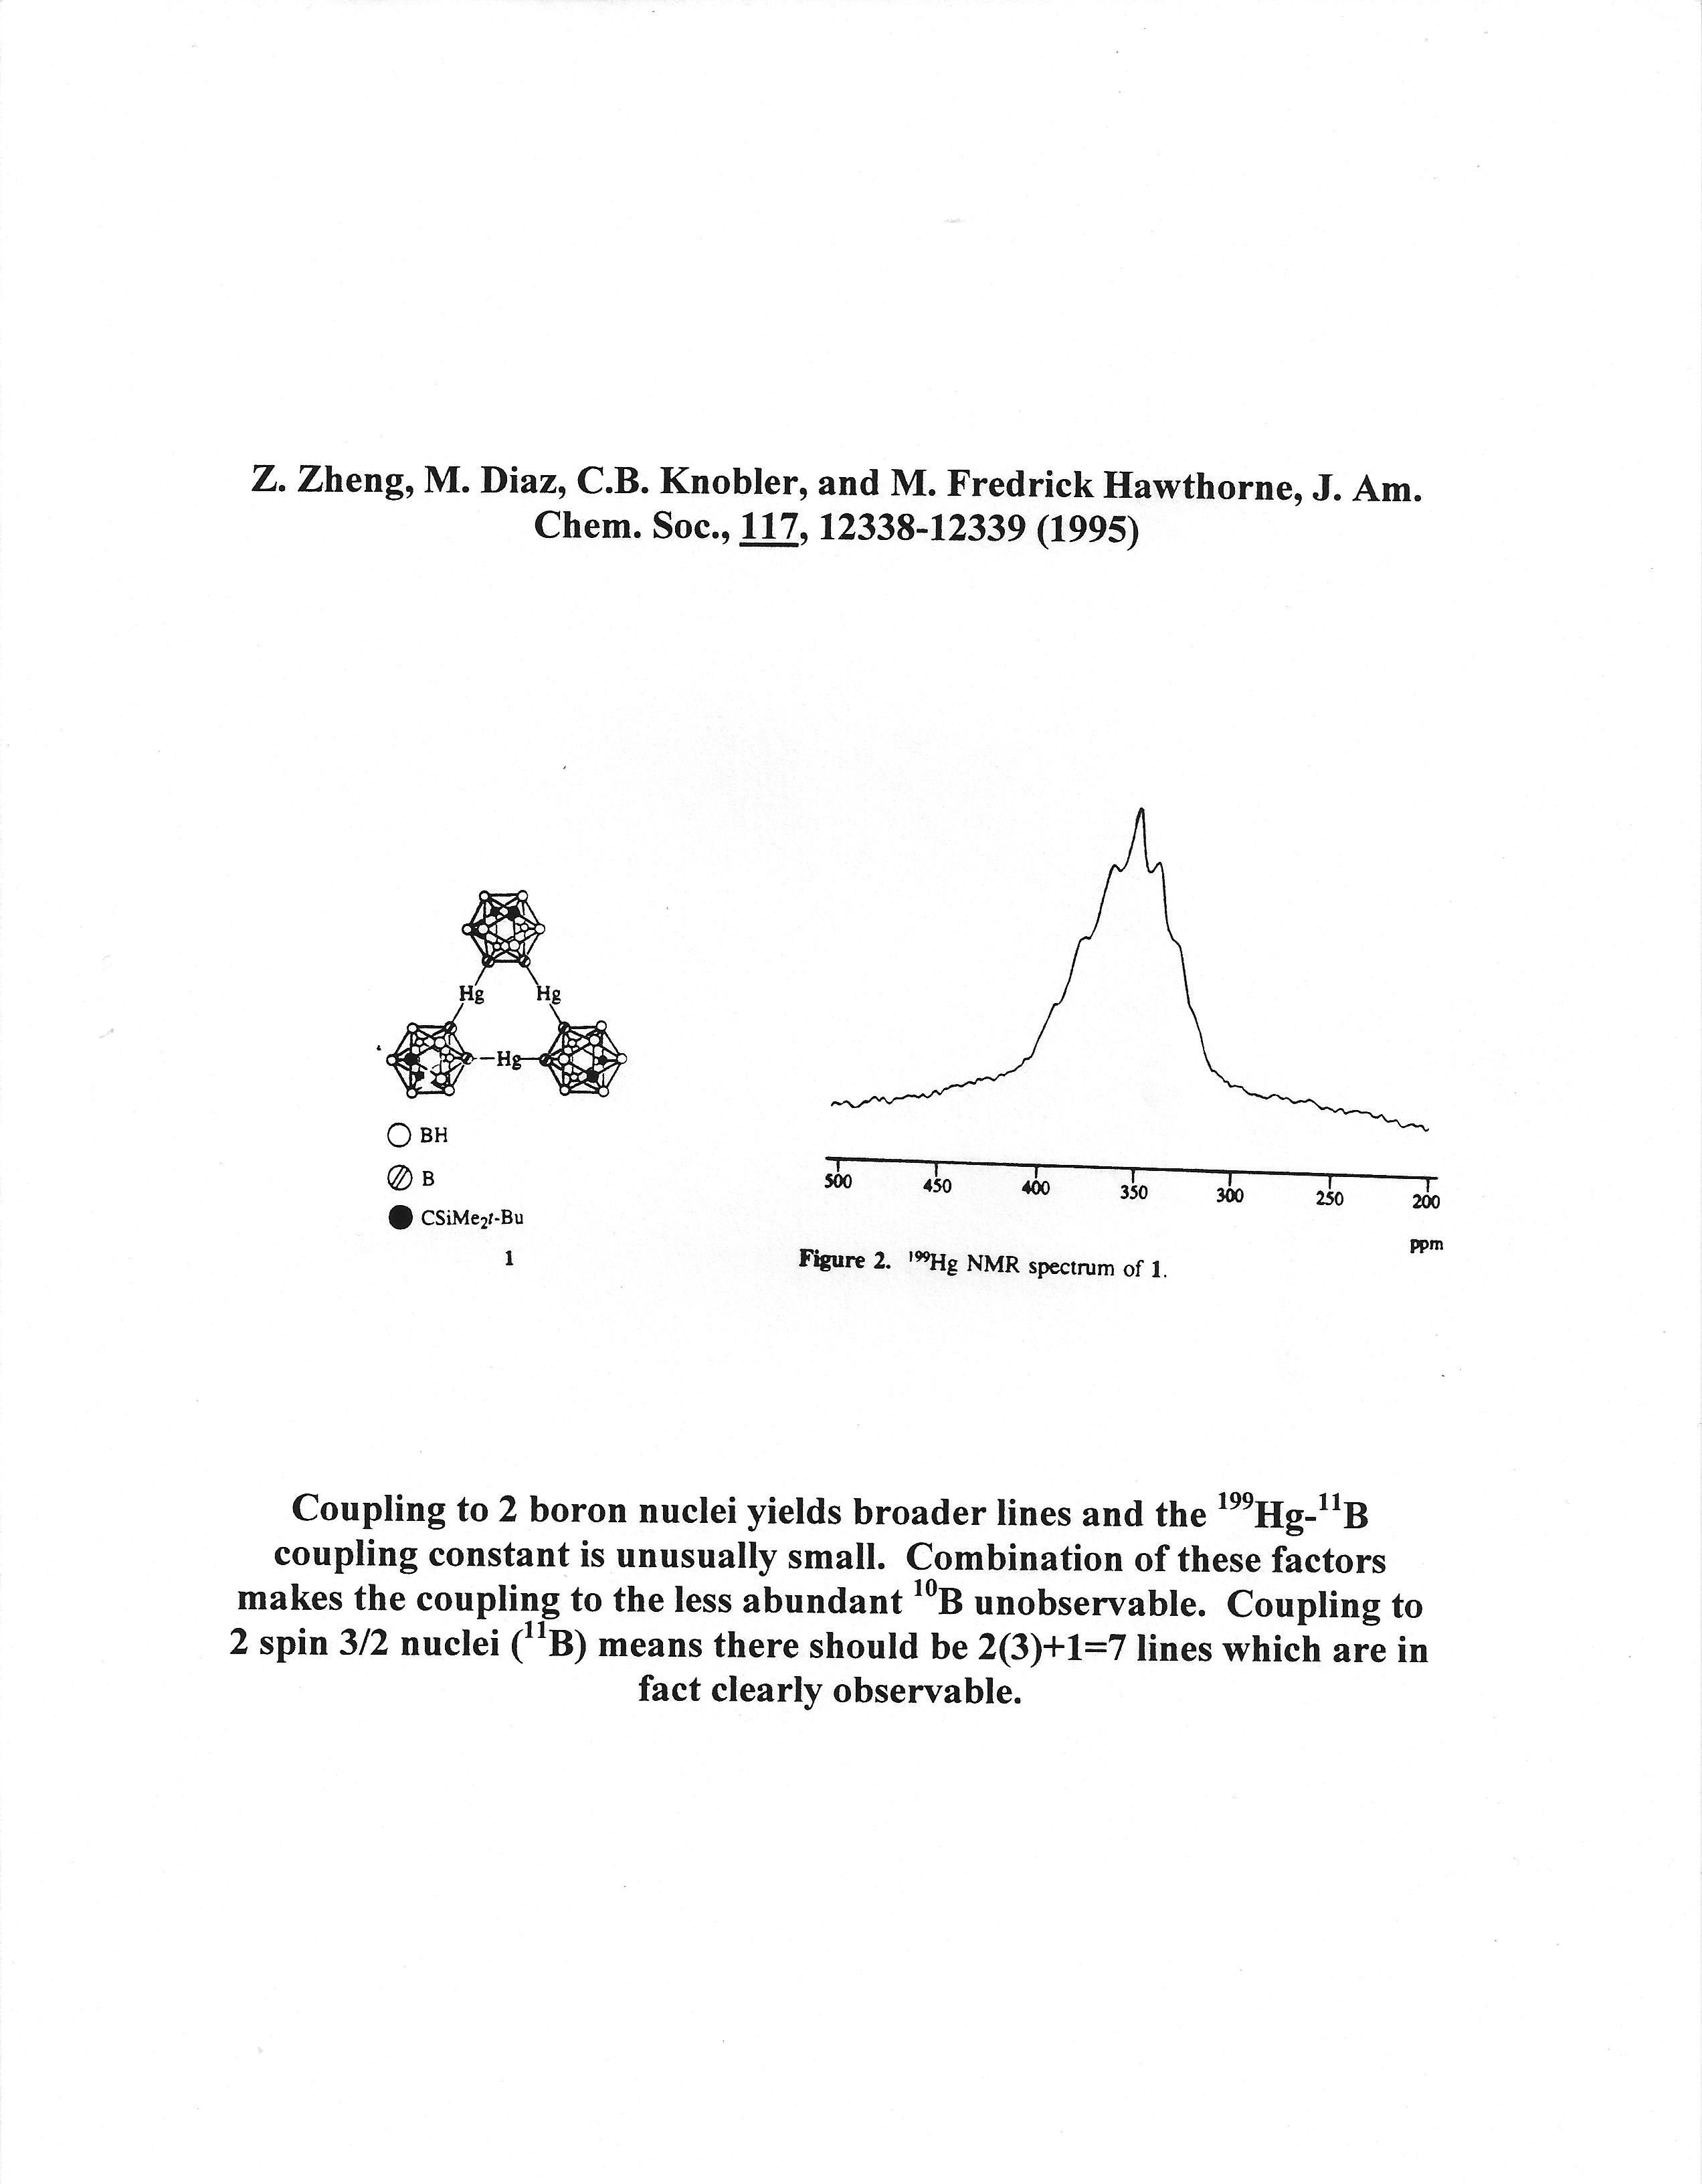 Z. Zheng, M. Diaz, C.B. Knobler, and M. Fredrick Hawthorne, J. Am.
Chem. Soc., 117, 12338-12339 (1995)
Hg Hg
Hg
BH
B
CSiMe₂t-Bu
1
500 450 400 350 300 250 200
ppm
Figure 2. ¹⁹⁹Hg NMR spectrum of 1.
Coupling to 2 boron nuclei yields broader lines and the ¹⁹⁹Hg-¹¹B
coupling constant is unusually small. Combination of these factors
makes the coupling to the less abundant ¹⁰B unobservable. Coupling to
2 spin 3/2 nuclei (¹¹B) means there should be 2(3)+1=7 lines which are in
fact clearly observable.